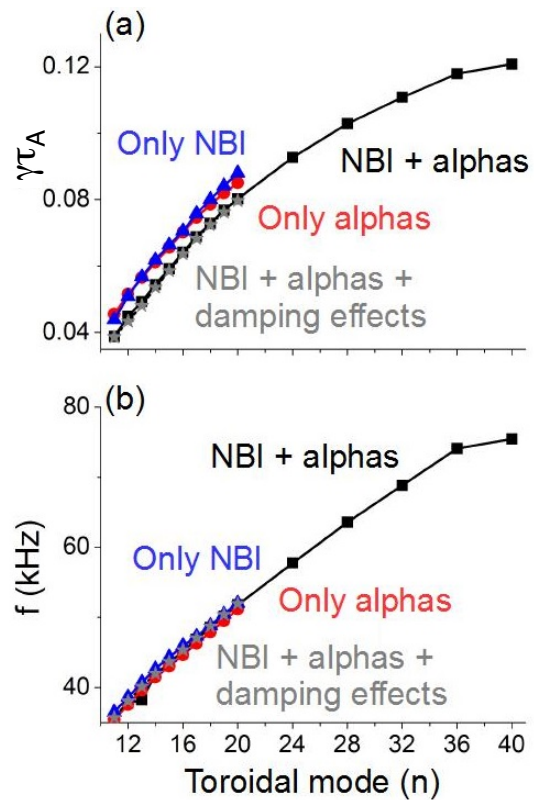 (a)
0.12
0.08
0.04
γτA
Only NBI
NBI + alphas
Only alphas
NBI + alphas +
damping effects
(b)
80
60
40
f (kHz)
NBI + alphas
Only NBI
Only alphas
NBI + alphas +
damping effects
12 16 20 24 28 32 36 40
Toroidal mode (n)